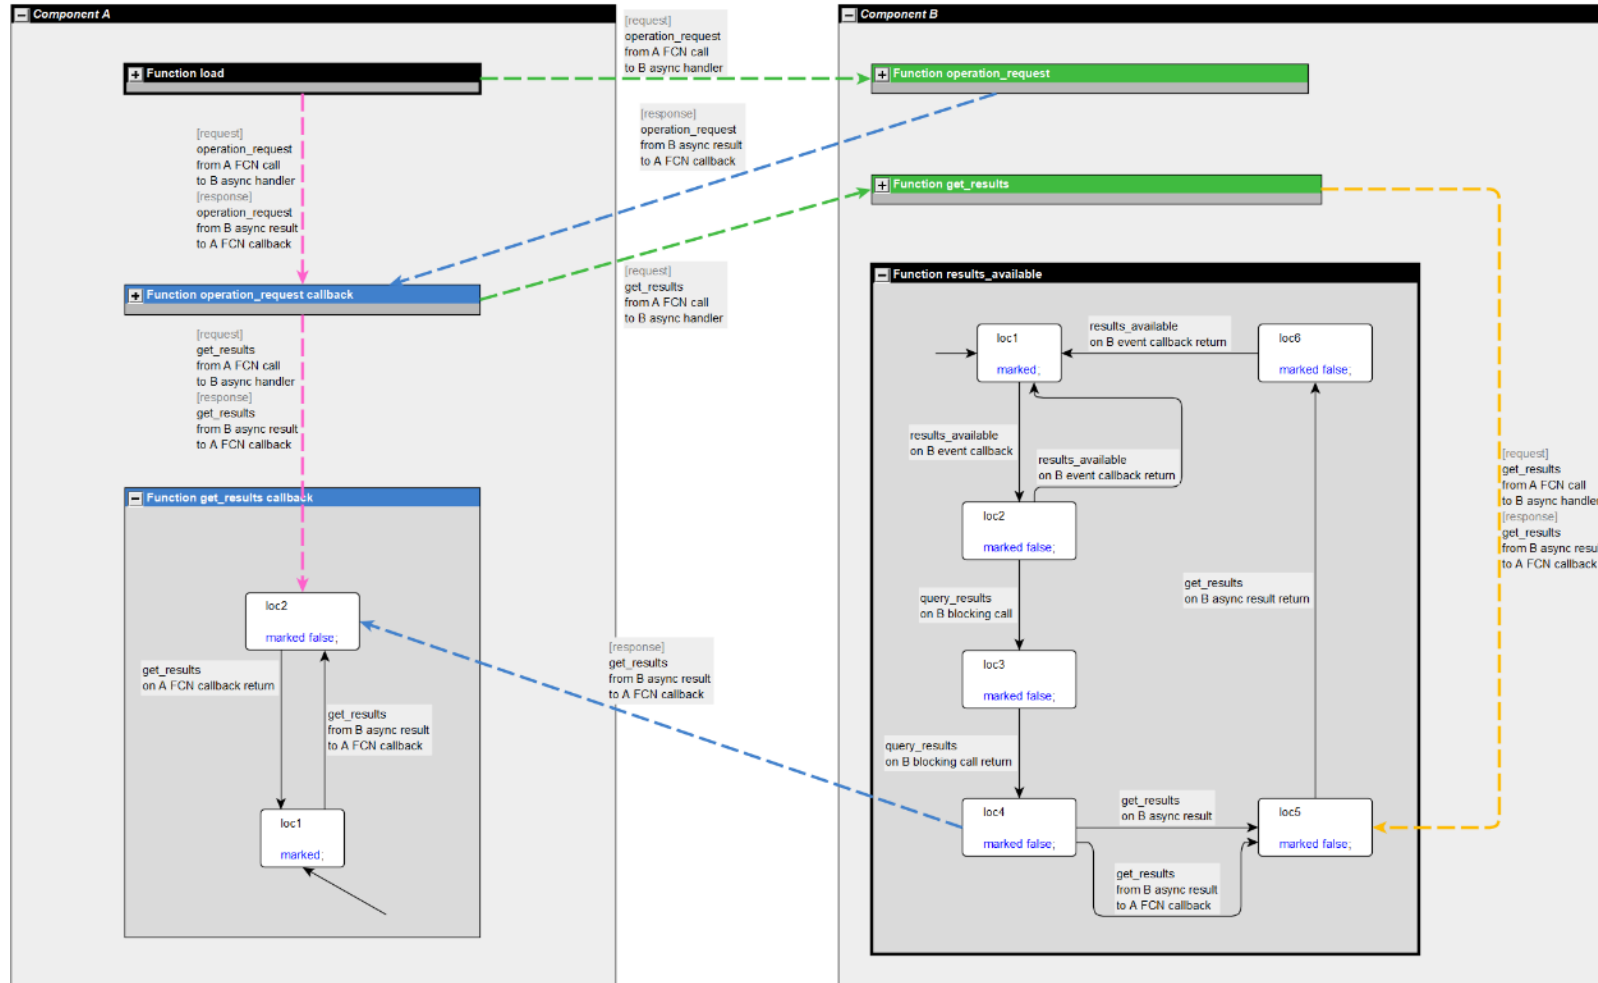 Component A
Function load
[request]
operation_request
from A FCN call
to B async handler
[response]
operation_request
from B async result
to A FCN callback
Function operation_request callback
[request]
get_results
from A FCN call
to B async handler
[response]
get_results
from B async result
to A FCN callback
Function get_results callback
loc2
marked false;
get_results
on A FCN callback return
get_results
from B async result
to A FCN callback
loc1
marked;
[request]
operation_request
from A FCN call
to B async handler
[response]
operation_request
from B async result
to A FCN callback
[request]
get_results
from A FCN call
to B async handler
[response]
get_results
from B async result
to A FCN callback
Component B
Function operation_request
Function get_results
Function results_available
loc1
marked;
results_available
on B event callback return
loc6
marked false;
results_available
on B event callback
results_available
on B event callback return
loc2
marked false;
query_results
on B blocking call
get_results
on B async result return
loc3
marked false;
query_results
on B blocking call return
loc4
marked false;
get_results
on B async result
loc5
marked false;
get_results
from B async result
to A FCN callback
[request]
get_results
from A FCN call
to B async handler
[response]
get_results
from B async resul
to A FCN callback